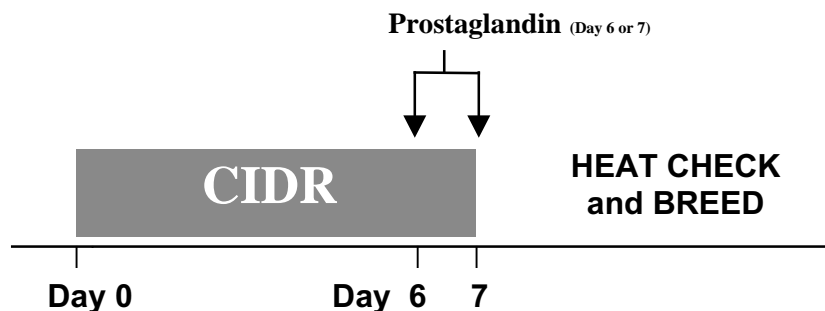 Prostaglandin (Day 6 or 7)
CIDR
HEAT CHECK
and BREED
Day 0
Day 6 7